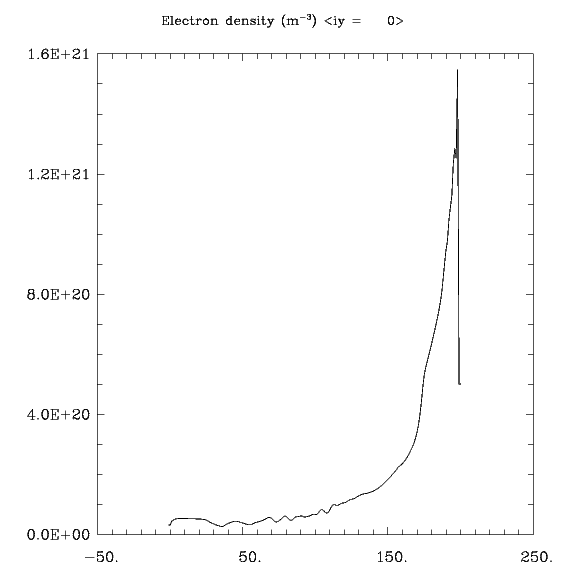 Electron density (m⁻³) <iy = 0>
1.6E+21
1.2E+21
8.0E+20
4.0E+20
0.0E+00
−50. 50. 150. 250.